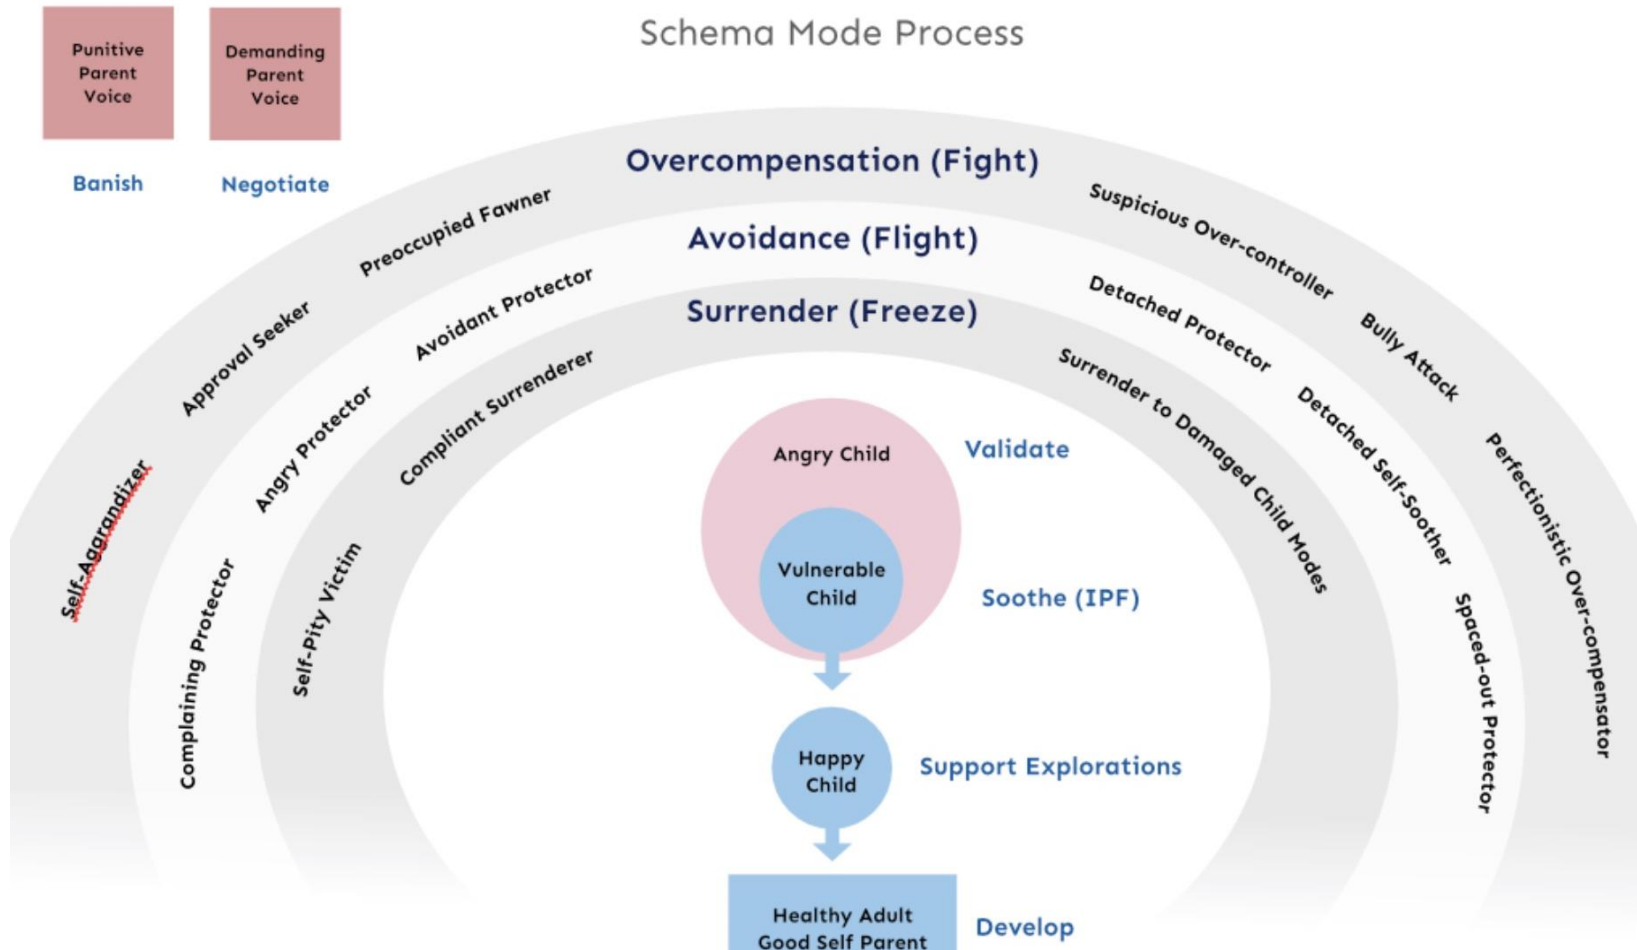 Schema Mode Process
Punitive
Parent
Voice
Demanding
Parent
Voice
Banish
Negotiate
Overcompensation (Fight)
Self-Aggrandizer
Approval Seeker
Preoccupied Fawner
Suspicious Over-controller
Bully Attack
Perfectionistic Over-compensator
Avoidance (Flight)
Complaining Protector
Angry Protector
Avoidant Protector
Detached Protector
Detached Self-Soother
Spaced-out Protector
Surrender (Freeze)
Self-Pity Victim
Compliant Surrenderer
Surrender to Damaged Child Modes
Angry Child
Validate
Vulnerable
Child
Soothe (IPF)
Happy
Child
Support Explorations
Healthy Adult
Good Self Parent
Develop